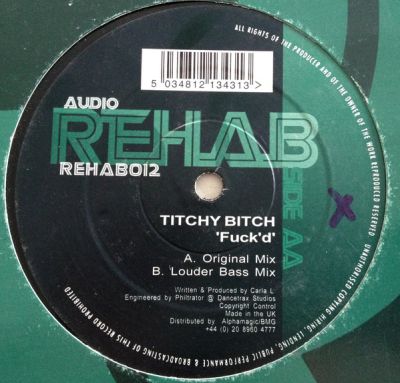 5 034812 134313 >
AUDIO
REHAB
REHAB012
SIDE AA
TITCHY BITCH
'Fuck'd'
A. Original Mix
B. 'Louder Bass Mix
Written & Produced by Carla L
Engineered by Philtrator @ Dancetrax Studios
Copyright Control
Made in the UK
Distributed by Alphamagic/BMG
+44 (0) 20 8960 4777
ALL RIGHTS OF THE PRODUCER AND OF THE OWNER OF THE WORK REPRODUCED RESERVED UNAUTHORISED COPYING HIRING, LENDING, PUBLIC PERFORMANCE & BROADCASTING OF THIS RECORD PROHIBITED
X